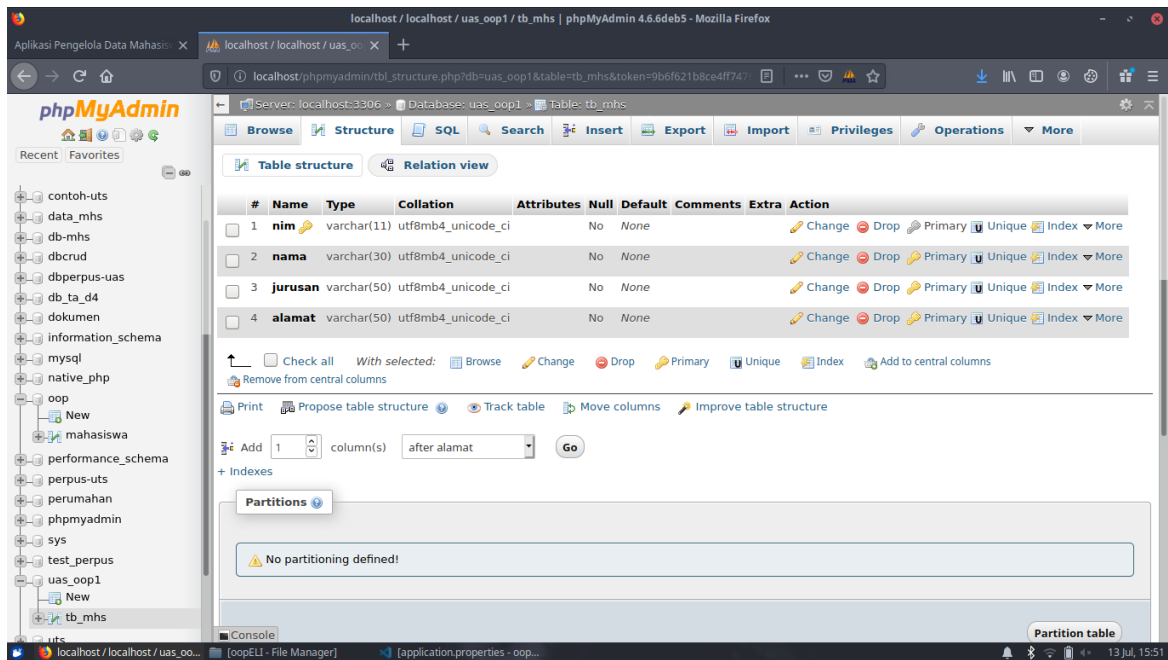 localhost / localhost / uas_oop1 / tb_mhs | phpMyAdmin 4.6.6deb5 - Mozilla Firefox
Aplikasi Pengelola Data Mahasis
localhost / localhost / uas_oo
localhost/phpmyadmin/tbl_structure.php?db=uas_oop1&table=tb_mhs&token=9b6f621b8ce4ff747
phpMyAdmin
Recent Favorites
contoh-uts
data_mhs
db-mhs
dbcrud
dbperpus-uas
db_ta_d4
dokumen
information_schema
mysql
native_php
oop
New
mahasiswa
performance_schema
perpus-uts
perumahan
phpmyadmin
sys
test_perpus
uas_oop1
New
tb_mhs
uts
Server: localhost:3306 » Database: uas_oop1 » Table: tb_mhs
Browse Structure SQL Search Insert Export Import Privileges Operations More
Table structure Relation view
# Name Type Collation Attributes Null Default Comments Extra Action
1 nim varchar(11) utf8mb4_unicode_ci No None Change Drop Primary Unique Index More
2 nama varchar(30) utf8mb4_unicode_ci No None Change Drop Primary Unique Index More
3 jurusan varchar(50) utf8mb4_unicode_ci No None Change Drop Primary Unique Index More
4 alamat varchar(50) utf8mb4_unicode_ci No None Change Drop Primary Unique Index More
Check all With selected: Browse Change Drop Primary Unique Index Add to central columns
Remove from central columns
Print Propose table structure Track table Move columns Improve table structure
Add 1 column(s) after alamat Go
+ Indexes
Partitions
No partitioning defined!
Partition table
Console
localhost / localhost / uas_oo... [oopELI - File Manager] [application.properties - oop... 13 Jul, 15:51